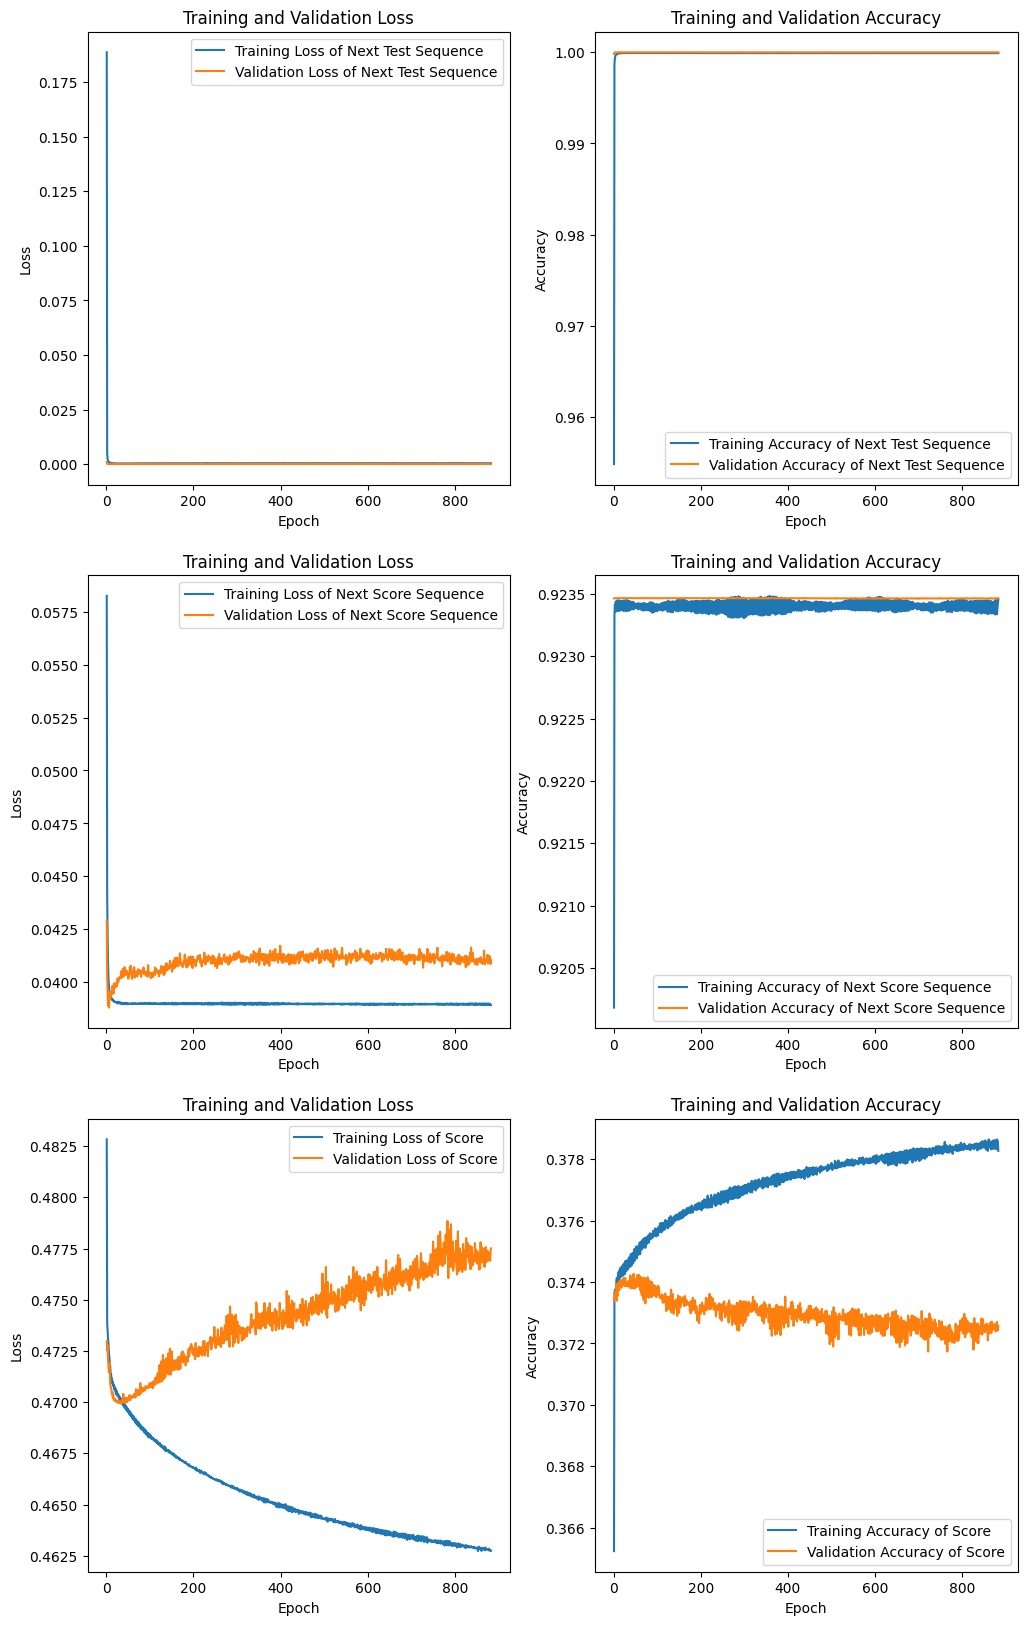 Training and Validation Loss
Training Loss of Next Test Sequence
Validation Loss of Next Test Sequence
0.175
0.150
0.125
0.100
0.075
0.050
0.025
0.000
Loss
0 200 400 600 800
Epoch
Training and Validation Accuracy
1.00
0.99
0.98
0.97
0.96
Accuracy
Training Accuracy of Next Test Sequence
Validation Accuracy of Next Test Sequence
0 200 400 600 800
Epoch
Training and Validation Loss
Training Loss of Next Score Sequence
Validation Loss of Next Score Sequence
0.0575
0.0550
0.0525
0.0500
0.0475
0.0450
0.0425
0.0400
Loss
0 200 400 600 800
Epoch
Training and Validation Accuracy
0.9235
0.9230
0.9225
0.9220
0.9215
0.9210
0.9205
Accuracy
Training Accuracy of Next Score Sequence
Validation Accuracy of Next Score Sequence
0 200 400 600 800
Epoch
Training and Validation Loss
Training Loss of Score
Validation Loss of Score
0.4825
0.4800
0.4775
0.4750
0.4725
0.4700
0.4675
0.4650
0.4625
Loss
0 200 400 600 800
Epoch
Training and Validation Accuracy
0.378
0.376
0.374
0.372
0.370
0.368
0.366
Accuracy
Training Accuracy of Score
Validation Accuracy of Score
0 200 400 600 800
Epoch